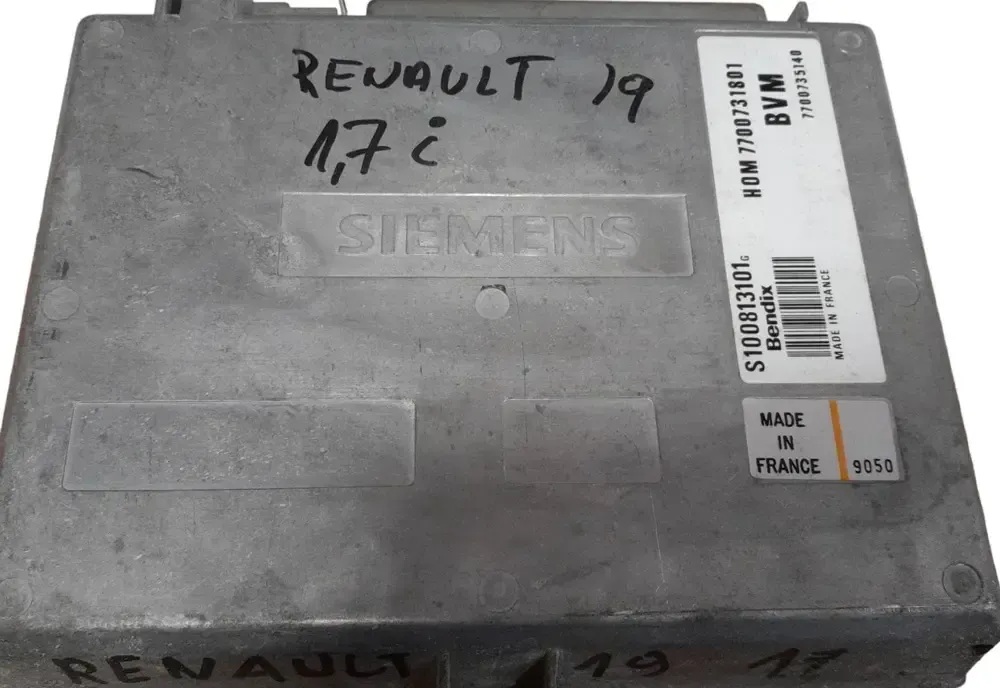 RENAULT 19
1,7 i
SIEMENS
HOM 7700731801
BVM
7700735140
S100813101G
Bendix
MADE IN FRANCE
MADE
IN
FRANCE
9050
RENAULT 19 17